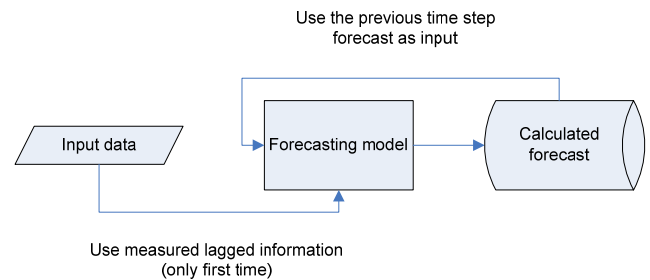 Use the previous time step
forecast as input
Input data
Forecasting model
Calculated
forecast
Use measured lagged information
(only first time)